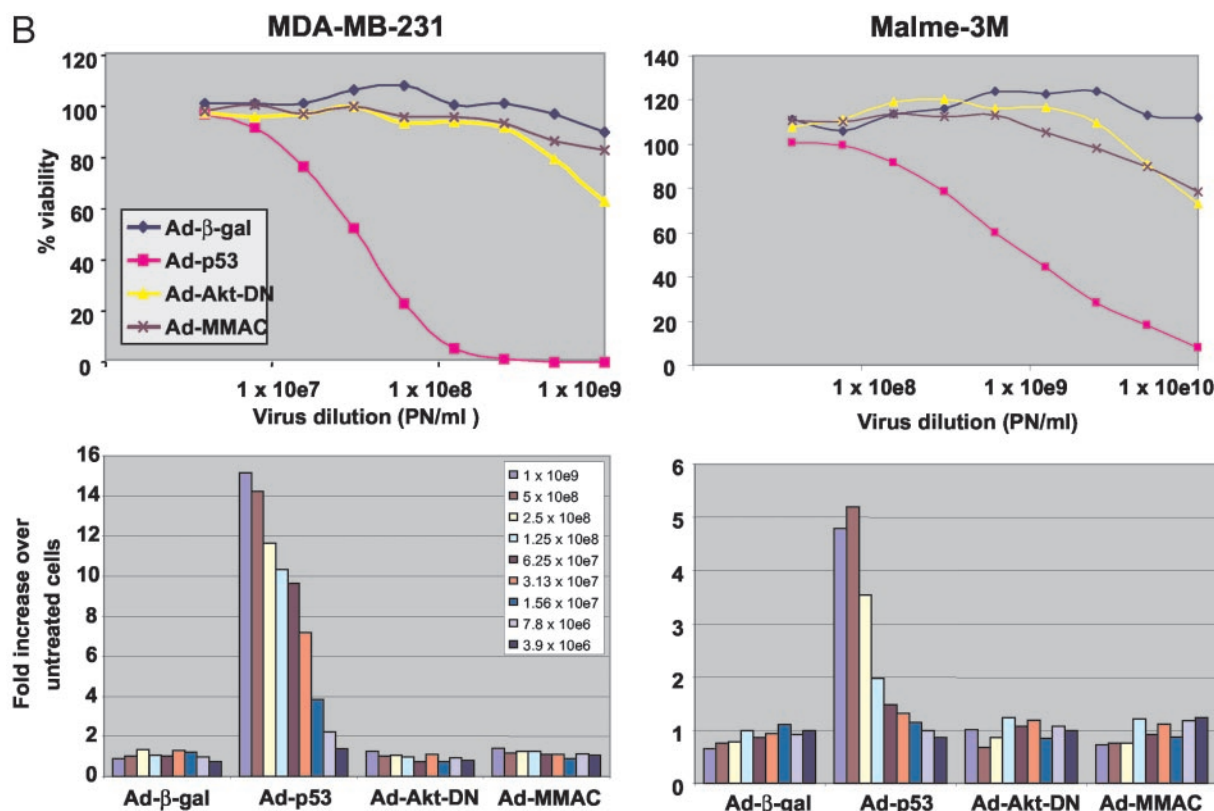 B
MDA-MB-231
120
100
80
60
40
20
0
% viability
Ad-β-gal
Ad-p53
Ad-Akt-DN
Ad-MMAC
1 x 10e7
1 x 10e8
1 x 10e9
Virus dilution (PN/ml )
Malme-3M
140
120
100
80
60
40
20
0
1 x 10e8
1 x 10e9
1 x 10e10
Virus dilution (PN/ml)
16
14
12
10
8
6
4
2
0
Fold increase over
untreated cells
1 x 10e9
5 x 10e8
2.5 x 10e8
1.25 x 10e8
6.25 x 10e7
3.13 x 10e7
1.56 x 10e7
7.8 x 10e6
3.9 x 10e6
Ad-β-gal
Ad-p53
Ad-Akt-DN
Ad-MMAC
6
5
4
3
2
1
0
Ad-β-gal
Ad-p53
Ad-Akt-DN
Ad-MMAC